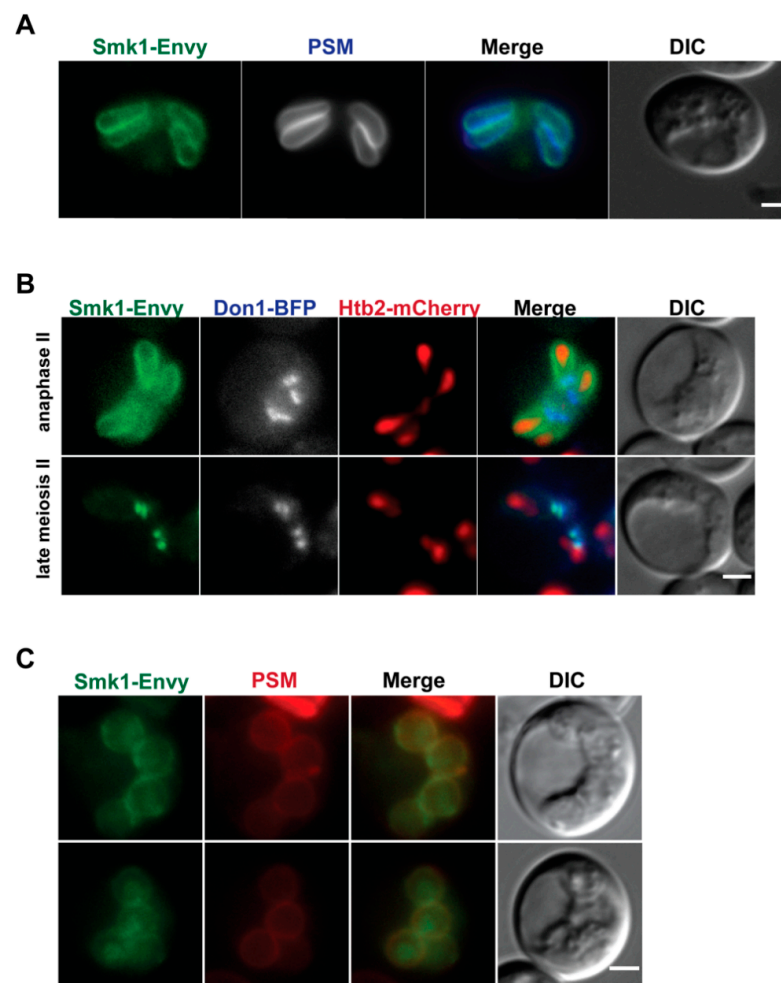 A
Smk1-Envy PSM Merge DIC
B
Smk1-Envy Don1-BFP Htb2-mCherry Merge DIC
anaphase II
late meiosis II
C
Smk1-Envy PSM Merge DIC